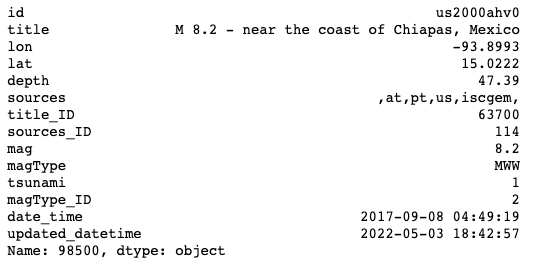 id us2000ahv0
title M 8.2 - near the coast of Chiapas, Mexico
lon -93.8993
lat 15.0222
depth 47.39
sources ,at,pt,us,iscgem,
title_ID 63700
sources_ID 114
mag 8.2
magType MWW
tsunami 1
magType_ID 2
date_time 2017-09-08 04:49:19
updated_datetime 2022-05-03 18:42:57
Name: 98500, dtype: object